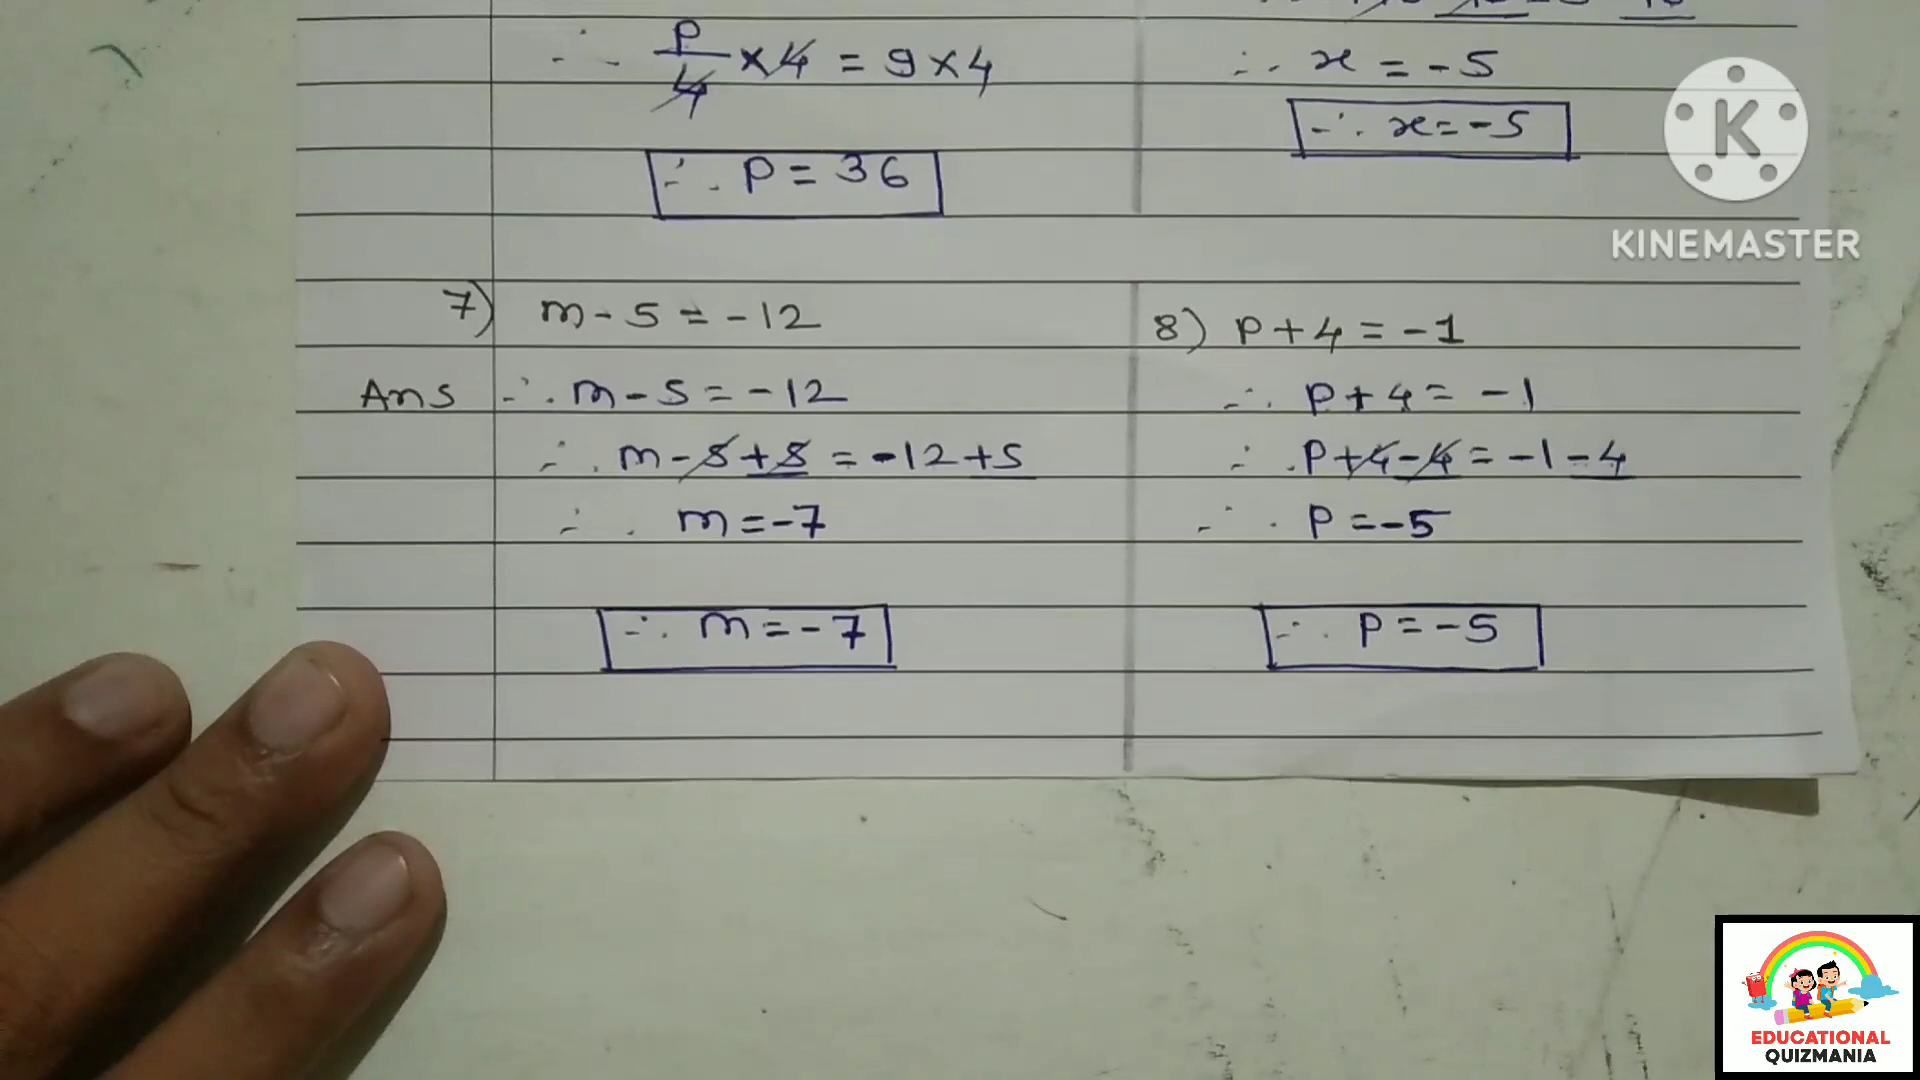 ∴ P/4 × 4 = 9 × 4
∴ P = 36
∴ x = -5
∴ x = -5
KINEMASTER
7) m - 5 = -12
Ans ∴ m - 5 = -12
∴ m - 5 + 5 = -12 + 5
∴ m = -7
∴ m = -7
8) P + 4 = -1
∴ P + 4 = -1
∴ P + 4 - 4 = -1 - 4
∴ P = -5
∴ P = -5
EDUCATIONAL
QUIZMANIA